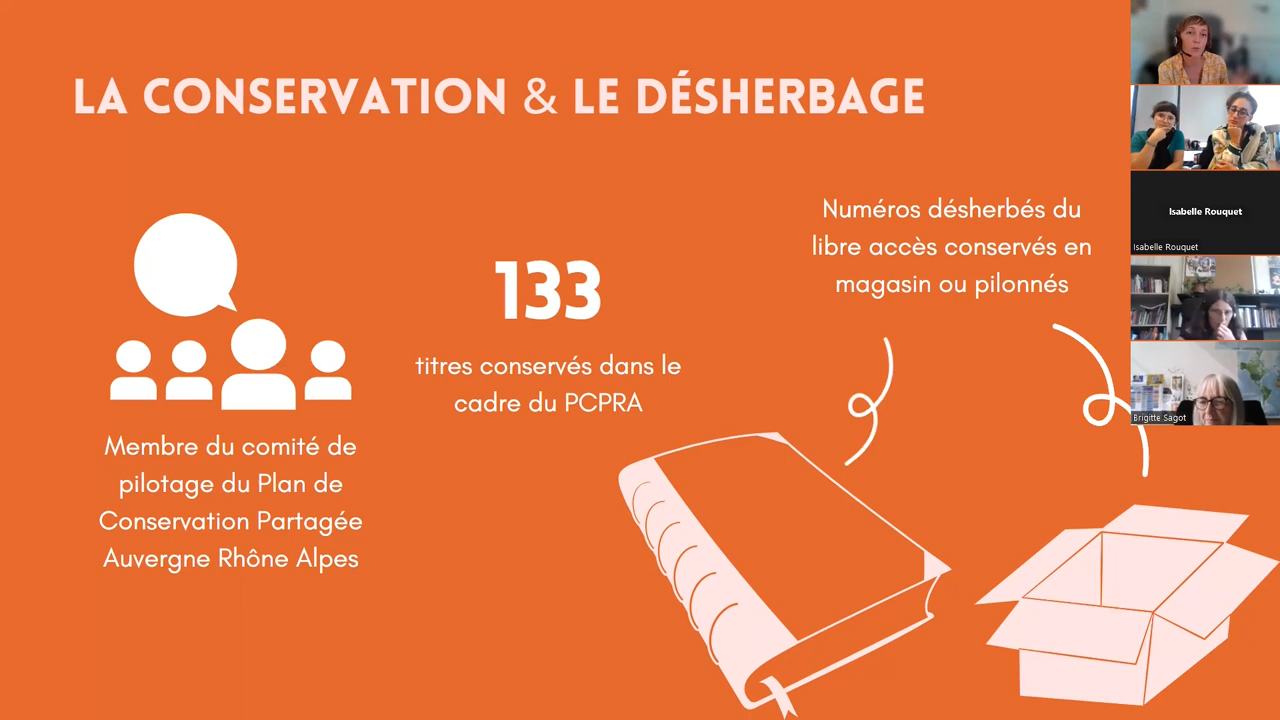 LA CONSERVATION & LE DÉSHERBAGE
Membre du comité de
pilotage du Plan de
Conservation Partagée
Auvergne Rhône Alpes
133
titres conservés dans le
cadre du PCPRA
Numéros désherbés du
libre accès conservés en
magasin ou pilonnés
Isabelle Rouquet
Isabelle Rouquet
Brigitte Sagot